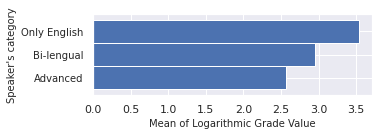 Speaker's category
Only English
Bi-lengual
Advanced
0.0 0.5 1.0 1.5 2.0 2.5 3.0 3.5
Mean of Logarithmic Grade Value